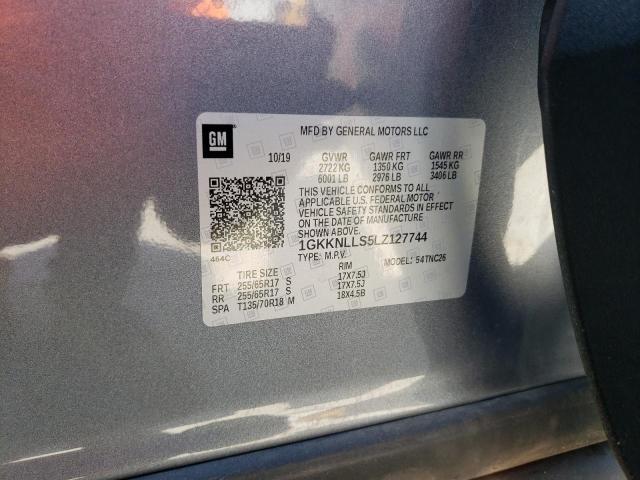 GM
MFD BY GENERAL MOTORS LLC
10/19 GVWR GAWR FRT GAWR RR
2722 KG 1350 KG 1545 KG
6001 LB 2976 LB 3406 LB
THIS VEHICLE CONFORMS TO ALL
APPLICABLE U.S. FEDERAL MOTOR
VEHICLE SAFETY STANDARDS IN EFFECT
ON THE DATE OF MANUFACTURE
SHOWN ABOVE.
464C 1GKKNLLS5LZ127744
TYPE: M.P.V. MODEL: 54TNC26
TIRE SIZE RIM
FRT 255/65R17 S 17X7.5J
RR 255/65R17 S 17X7.5J
SPA T135/70R18 M 18X4.5B